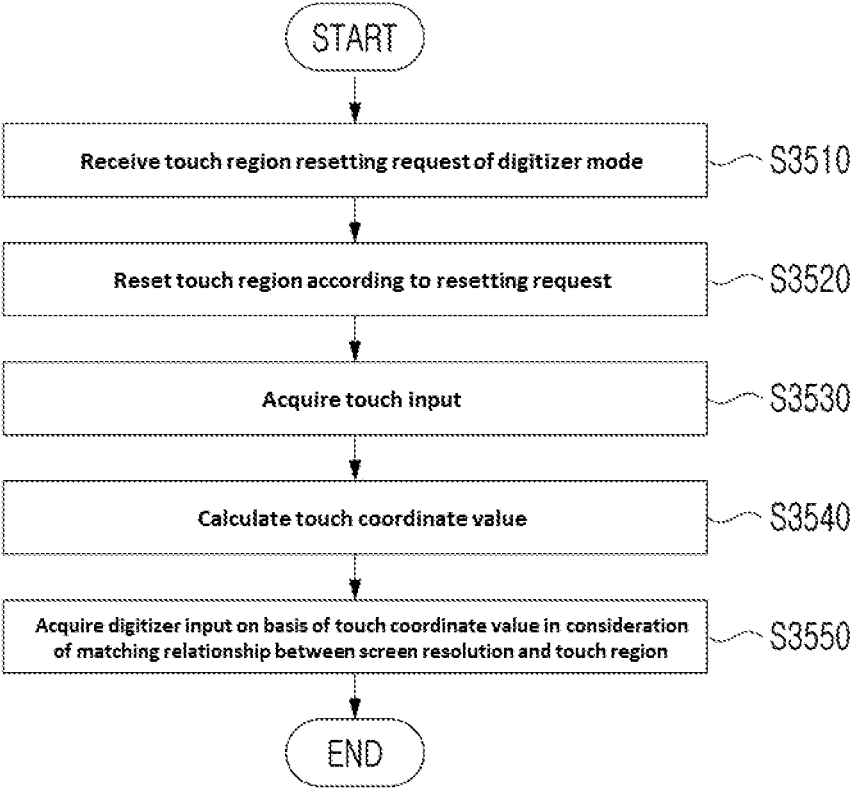 START
Receive touch region resetting request of digitizer mode
S3510
Reset touch region according to resetting request
S3520
Acquire touch input
S3530
Calculate touch coordinate value
S3540
Acquire digitizer input on basis of touch coordinate value in consideration
of matching relationship between screen resolution and touch region
S3550
END